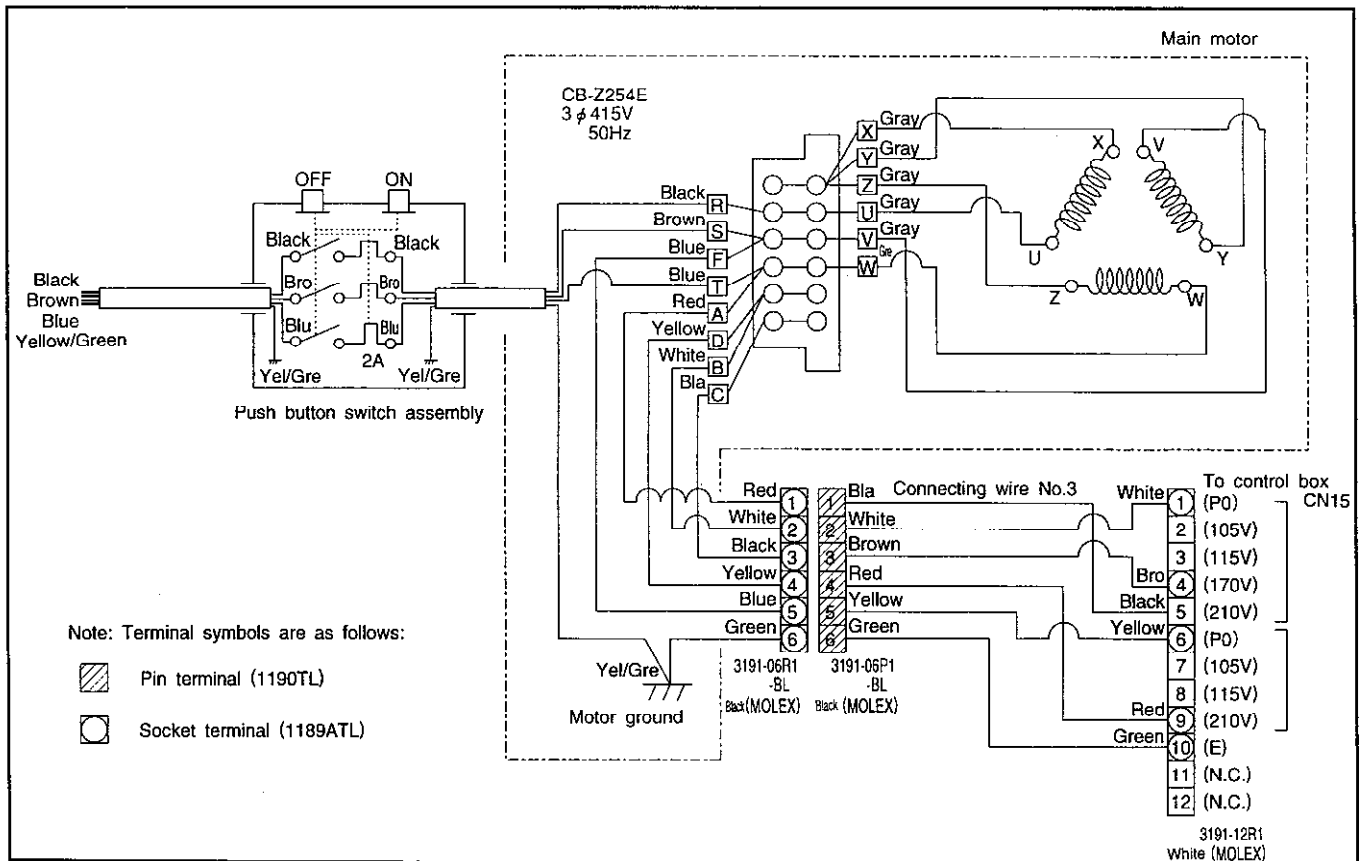 Main motor
CB-Z254E
3 φ 415V
50Hz
OFF
ON
Black
Black
Bro
Bro
Blu
Blu
2A
Yel/Gre
Yel/Gre
Black
Brown
Blue
Yellow/Green
Push button switch assembly
Black R
Brown S
Blue F
Blue T
Red A
Yellow D
White B
Bla C
X Gray
Y Gray
Z Gray
U Gray
V Gray
W Gre
X
V
U
Y
Z
W
Red 1
White 2
Black 3
Yellow 4
Blue 5
Green 6
3191-06R1
-BL
Black (MOLEX)
1 Bla
2 White
3 Brown
4 Red
5 Yellow
6 Green
3191-06P1
-BL
Black (MOLEX)
Connecting wire No.3
To control box
CN15
White 1 (P0)
2 (105V)
3 (115V)
Bro 4 (170V)
Black 5 (210V)
Yellow 6 (P0)
7 (105V)
8 (115V)
Red 9 (210V)
Green 10 (E)
11 (N.C.)
12 (N.C.)
3191-12R1
White (MOLEX)
Yel/Gre
Motor ground
Note: Terminal symbols are as follows:
Pin terminal (1190TL)
Socket terminal (1189ATL)